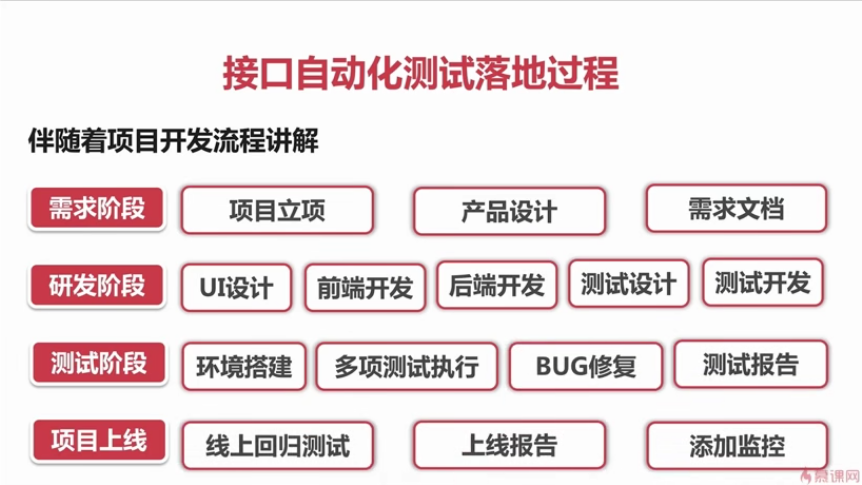 接口自动化测试落地过程
伴随着项目开发流程讲解
需求阶段 项目立项 产品设计 需求文档
研发阶段 UI设计 前端开发 后端开发 测试设计 测试开发
测试阶段 环境搭建 多项测试执行 BUG修复 测试报告
项目上线 线上回归测试 上线报告 添加监控
慕课网